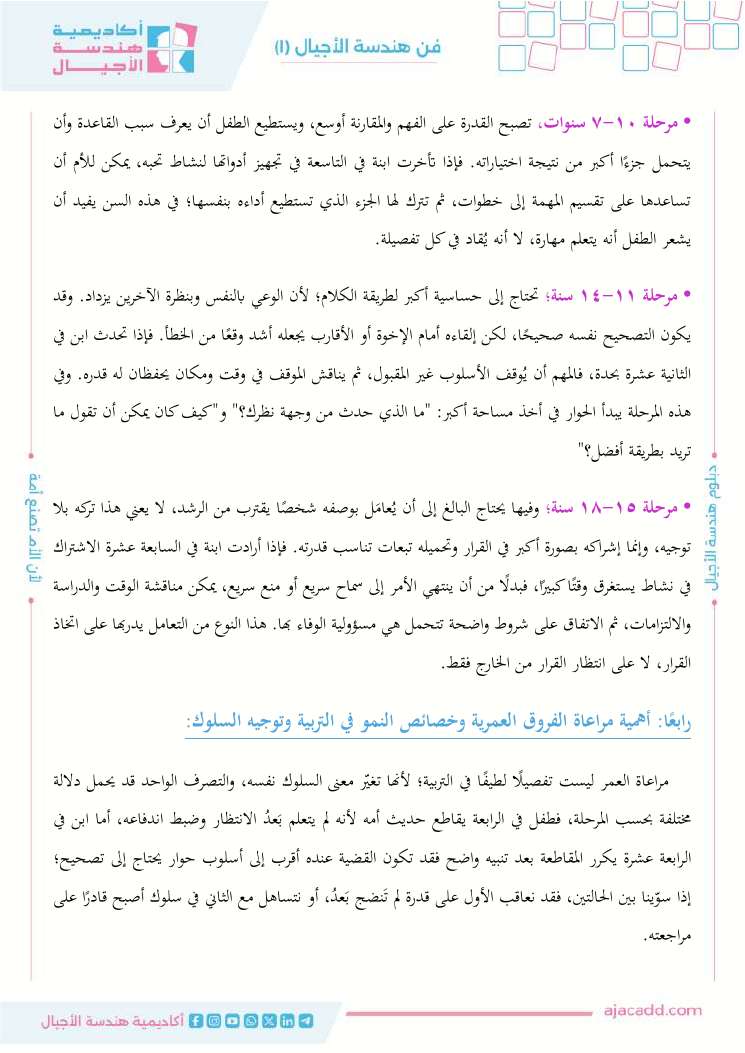 أكاديمية
هندسة
الأجيال
فن هندسة الأجيال (١)
• مرحلة ١٠–٧ سنوات، تصبح القدرة على الفهم والمقارنة أوسع، ويستطيع الطفل أن يعرف سبب القاعدة وأن
يتحمل جزءًا أكبر من نتيجة اختياراته. فإذا تأخرت ابنة في التاسعة في تجهيز أدواتها لنشاط تحبه، يمكن للأم أن
تساعدها على تقسيم المهمة إلى خطوات، ثم تترك لها الجزء الذي تستطيع أداءه بنفسها؛ في هذه السن يفيد أن
يشعر الطفل أنه يتعلم مهارة، لا أنه يُقاد في كل تفصيلة.
• مرحلة ١١–١٤ سنة؛ تحتاج إلى حساسية أكبر لطريقة الكلام؛ لأن الوعي بالنفس وبنظرة الآخرين يزداد. وقد
يكون التصحيح نفسه صحيحًا، لكن إلقاءه أمام الإخوة أو الأقارب يجعله أشد وقعًا من الخطأ. فإذا تحدث ابن في
الثانية عشرة بحدة، فالمهم أن يُوقف الأسلوب غير المقبول، ثم يناقش الموقف في وقت ومكان يحفظان له قدره. وفي
هذه المرحلة يبدأ الحوار في أخذ مساحة أكبر: "ما الذي حدث من وجهة نظرك؟" و"كيف كان يمكن أن تقول ما
تريد بطريقة أفضل؟"
• مرحلة ١٥–١٨ سنة؛ وفيها يحتاج البالغ إلى أن يُعامَل بوصفه شخصًا يقترب من الرشد، لا يعني هذا تركه بلا
توجيه، وإنما إشراكه بصورة أكبر في القرار وتحميله تبعات تناسب قدرته. فإذا أرادت ابنة في السابعة عشرة الاشتراك
في نشاط يستغرق وقتًا كبيرًا، فبدلًا من أن ينتهي الأمر إلى سماح سريع أو منع سريع، يمكن مناقشة الوقت والدراسة
والالتزامات، ثم الاتفاق على شروط واضحة تتحمل هي مسؤولية الوفاء بها. هذا النوع من التعامل يدربها على اتخاذ
القرار، لا على انتظار القرار من الخارج فقط.
رابعًا: أهمية مراعاة الفروق العمرية وخصائص النمو في التربية وتوجيه السلوك:
مراعاة العمر ليست تفصيلًا لطيفًا في التربية؛ لأنها تغيّر معنى السلوك نفسه، والتصرف الواحد قد يحمل دلالة
مختلفة بحسب المرحلة، فطفل في الرابعة يقاطع حديث أمه لأنه لم يتعلم بَعدُ الانتظار وضبط اندفاعه، أما ابن في
الرابعة عشرة يكرر المقاطعة بعد تنبيه واضح فقد تكون القضية عنده أقرب إلى أسلوب حوار يحتاج إلى تصحيح؛
إذا سوّينا بين الحالتين، فقد نعاقب الأول على قدرة لم تَنضج بَعدُ، أو نتساهل مع الثاني في سلوك أصبح قادرًا على
مراجعته.
دبلوم هندسة الأجيال
لأن الأم تصنع أمة
أكاديمية هندسة الأجيال
ajacadd.com